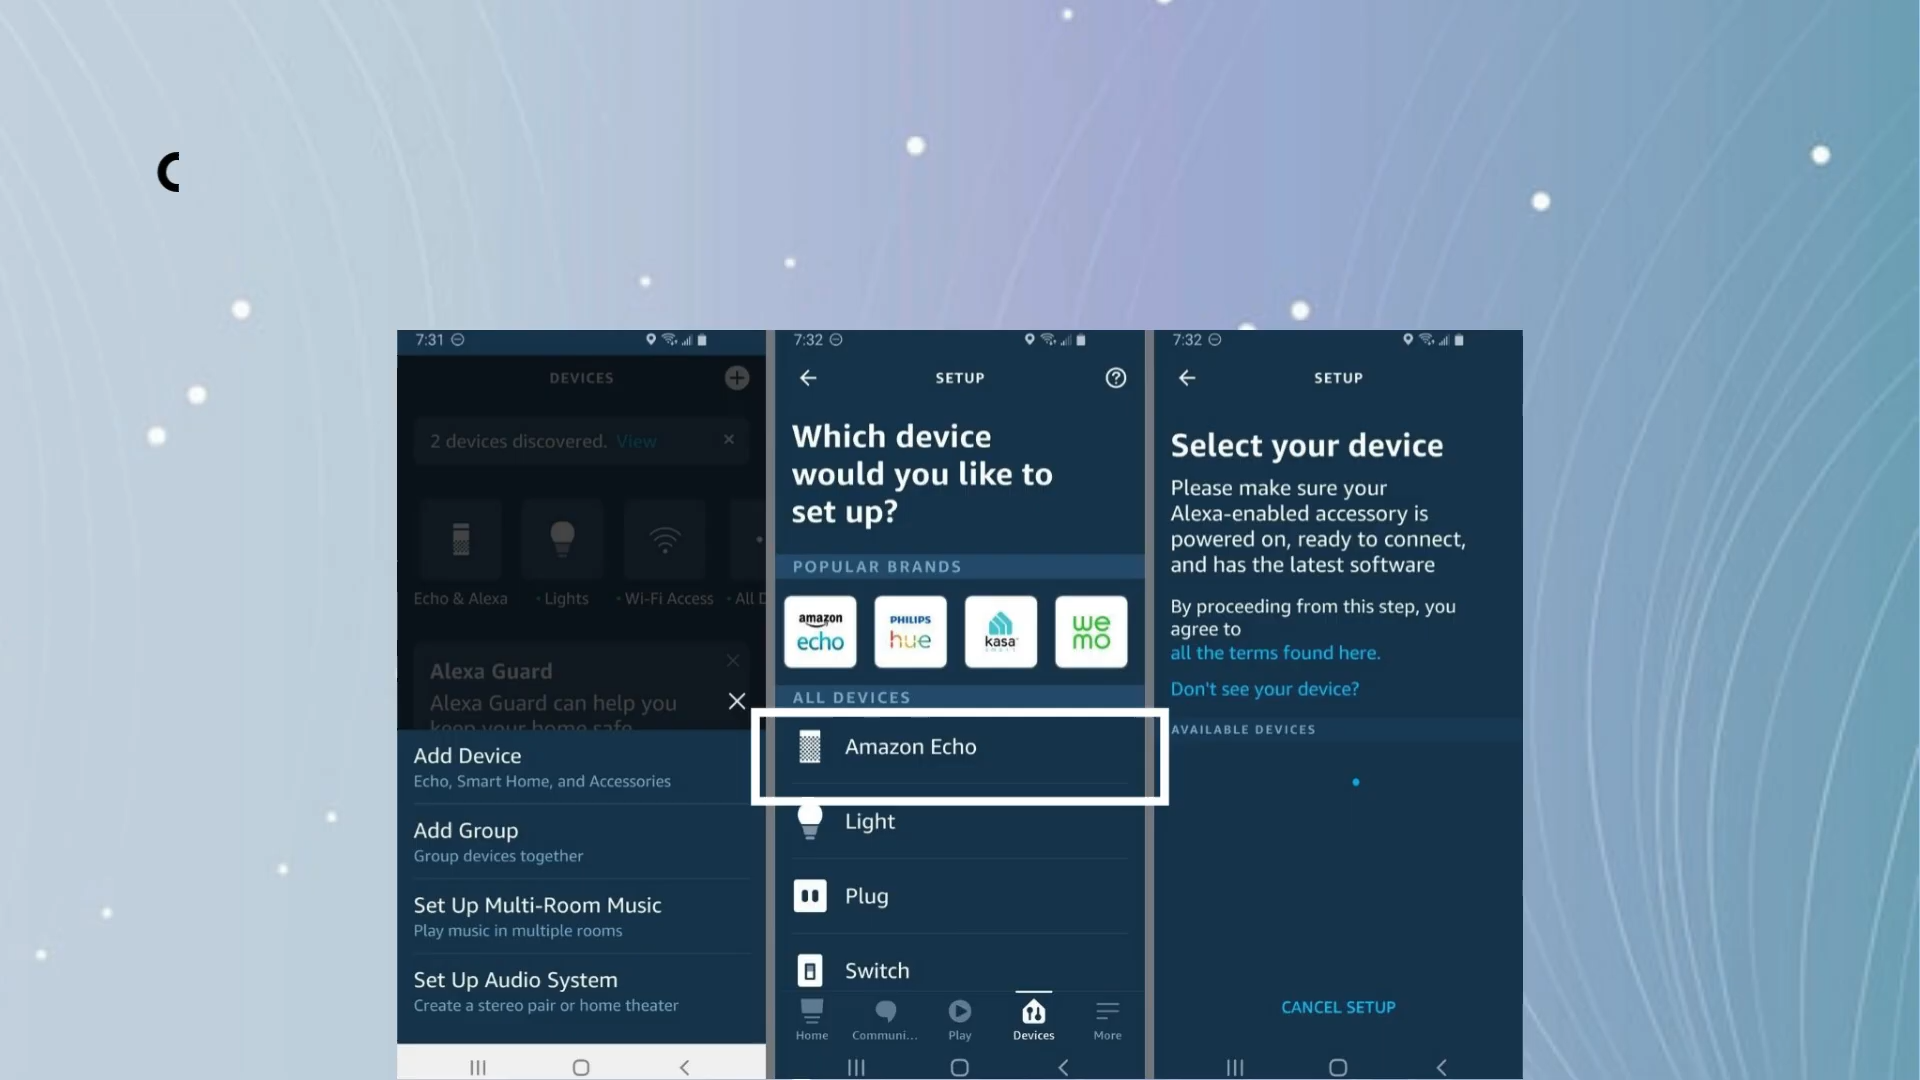 C
7:31
DEVICES
2 devices discovered. View
Echo & Alexa
Lights
Wi-Fi Access
All D
Alexa Guard
Alexa Guard can help you
keep your home safe
Add Device
Echo, Smart Home, and Accessories
Add Group
Group devices together
Set Up Multi-Room Music
Play music in multiple rooms
Set Up Audio System
Create a stereo pair or home theater
7:32
SETUP
Which device
would you like to
set up?
POPULAR BRANDS
amazon
echo
PHILIPS
hue
kasa
SMART
we
mo
ALL DEVICES
Amazon Echo
Light
Plug
Switch
Home
Communi...
Play
Devices
More
7:32
SETUP
Select your device
Please make sure your
Alexa-enabled accessory is
powered on, ready to connect,
and has the latest software
By proceeding from this step, you
agree to
all the terms found here.
Don't see your device?
AVAILABLE DEVICES
CANCEL SETUP